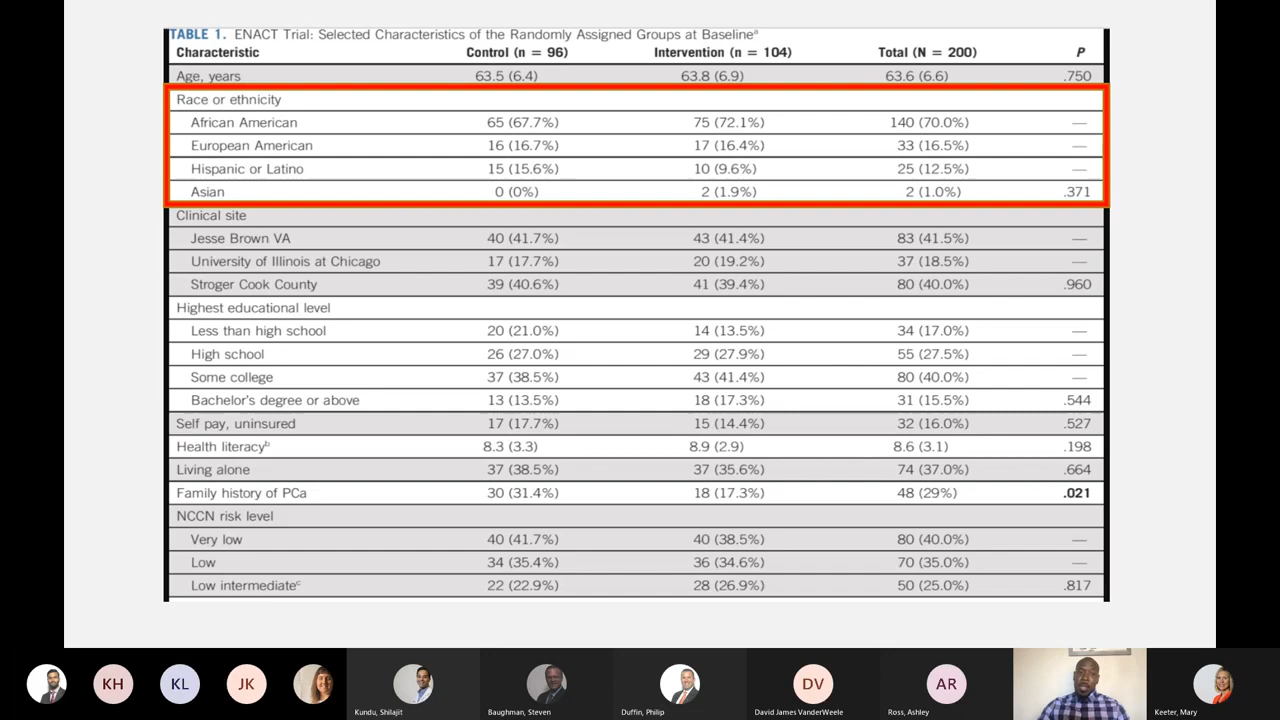 TABLE 1. ENACT Trial: Selected Characteristics of the Randomly Assigned Groups at Baselineᵃ
Characteristic Control (n = 96) Intervention (n = 104) Total (N = 200) P
Age, years 63.5 (6.4) 63.8 (6.9) 63.6 (6.6) .750
Race or ethnicity
African American 65 (67.7%) 75 (72.1%) 140 (70.0%) —
European American 16 (16.7%) 17 (16.4%) 33 (16.5%) —
Hispanic or Latino 15 (15.6%) 10 (9.6%) 25 (12.5%) —
Asian 0 (0%) 2 (1.9%) 2 (1.0%) .371
Clinical site
Jesse Brown VA 40 (41.7%) 43 (41.4%) 83 (41.5%) —
University of Illinois at Chicago 17 (17.7%) 20 (19.2%) 37 (18.5%) —
Stroger Cook County 39 (40.6%) 41 (39.4%) 80 (40.0%) .960
Highest educational level
Less than high school 20 (21.0%) 14 (13.5%) 34 (17.0%) —
High school 26 (27.0%) 29 (27.9%) 55 (27.5%) —
Some college 37 (38.5%) 43 (41.4%) 80 (40.0%) —
Bachelor's degree or above 13 (13.5%) 18 (17.3%) 31 (15.5%) .544
Self pay, uninsured 17 (17.7%) 15 (14.4%) 32 (16.0%) .527
Health literacyᵇ 8.3 (3.3) 8.9 (2.9) 8.6 (3.1) .198
Living alone 37 (38.5%) 37 (35.6%) 74 (37.0%) .664
Family history of PCa 30 (31.4%) 18 (17.3%) 48 (29%) .021
NCCN risk level
Very low 40 (41.7%) 40 (38.5%) 80 (40.0%) —
Low 34 (35.4%) 36 (34.6%) 70 (35.0%) —
Low intermediateᶜ 22 (22.9%) 28 (26.9%) 50 (25.0%) .817
KH KL JK DV AR
Kundu, Shilajit Baughman, Steven Duffin, Philip David James VanderWeele Ross, Ashley Keeter, Mary